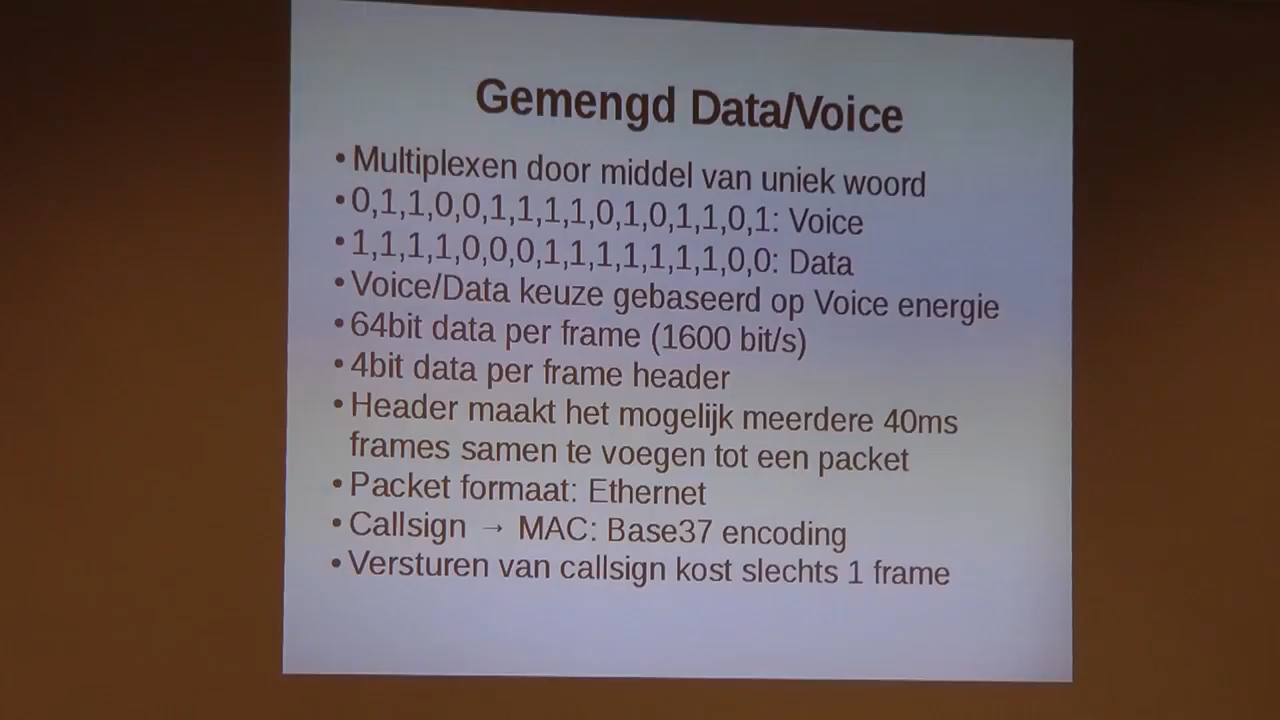 Gemengd Data/Voice
• Multiplexen door middel van uniek woord
• 0,1,1,0,0,1,1,1,1,0,1,0,1,1,0,1: Voice
• 1,1,1,1,0,0,0,1,1,1,1,1,1,1,0,0: Data
• Voice/Data keuze gebaseerd op Voice energie
• 64bit data per frame (1600 bit/s)
• 4bit data per frame header
• Header maakt het mogelijk meerdere 40ms
frames samen te voegen tot een packet
• Packet formaat: Ethernet
• Callsign → MAC: Base37 encoding
• Versturen van callsign kost slechts 1 frame